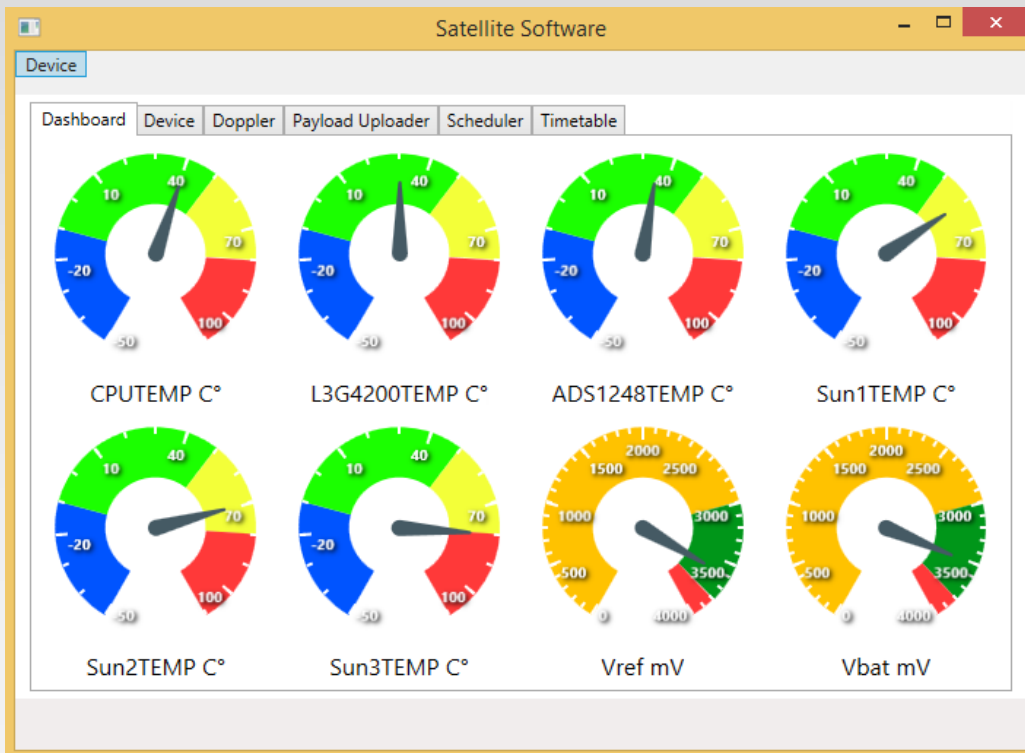 Satellite Software
Device
Dashboard Device Doppler Payload Uploader Scheduler Timetable
-50 -20 10 40 70 100
-50 -20 10 40 70 100
-50 -20 10 40 70 100
-50 -20 10 40 70 100
CPUTEMP C° L3G4200TEMP C° ADS1248TEMP C° Sun1TEMP C°
-50 -20 10 40 70 100
-50 -20 10 40 70 100
0 500 1000 1500 2000 2500 3000 3500 4000
0 500 1000 1500 2000 2500 3000 3500 4000
Sun2TEMP C° Sun3TEMP C° Vref mV Vbat mV